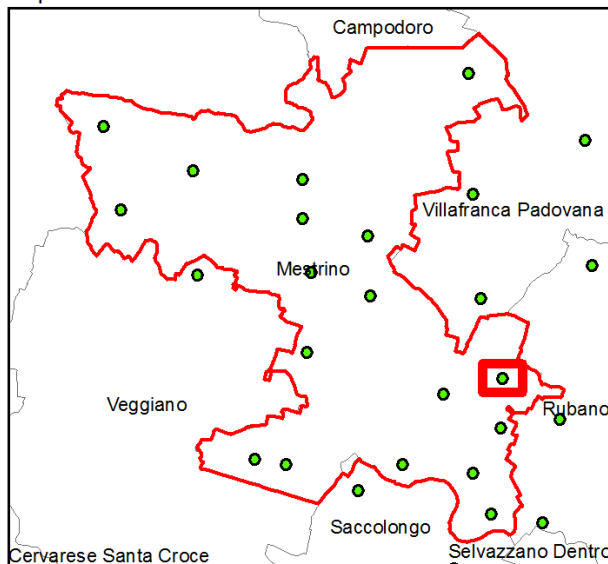 Campodoro
Villafranca Padovana
Mestrino
Veggiano
Rubano
Saccolongo
Cervarese Santa Croce
Selvazzano Dentro